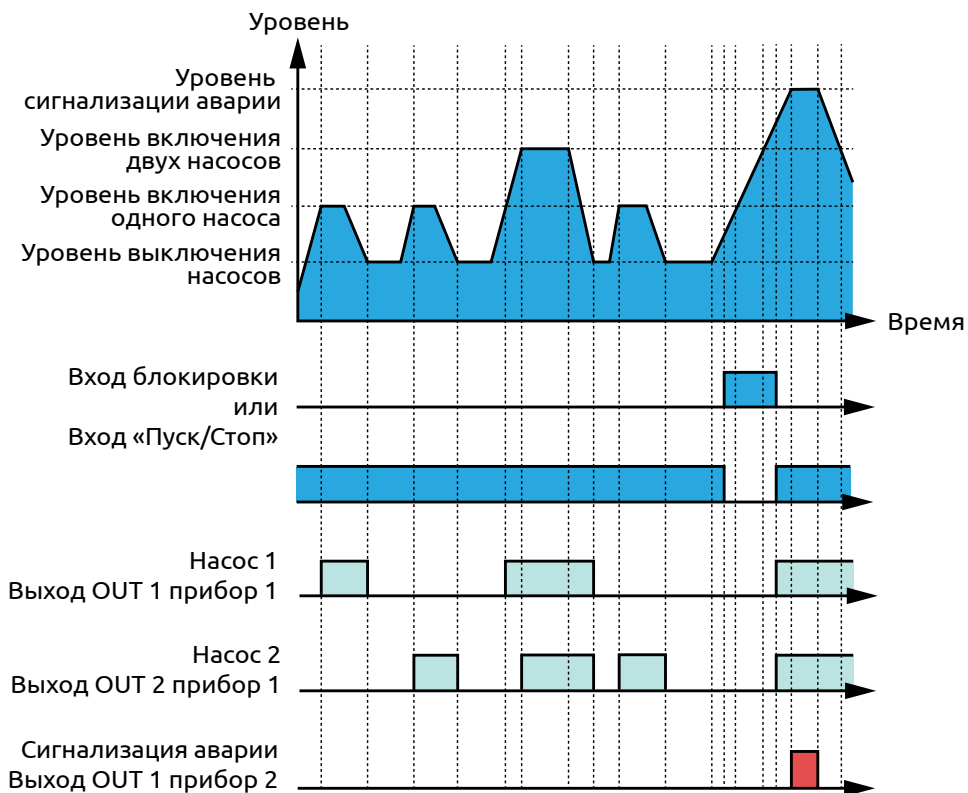 Уровень
Уровень
сигнализации аварии
Уровень включения
двух насосов
Уровень включения
одного насоса
Уровень выключения
насосов
Время
Вход блокировки
или
Вход «Пуск/Стоп»
Насос 1
Выход OUT 1 прибор 1
Насос 2
Выход OUT 2 прибор 1
Сигнализация аварии
Выход OUT 1 прибор 2